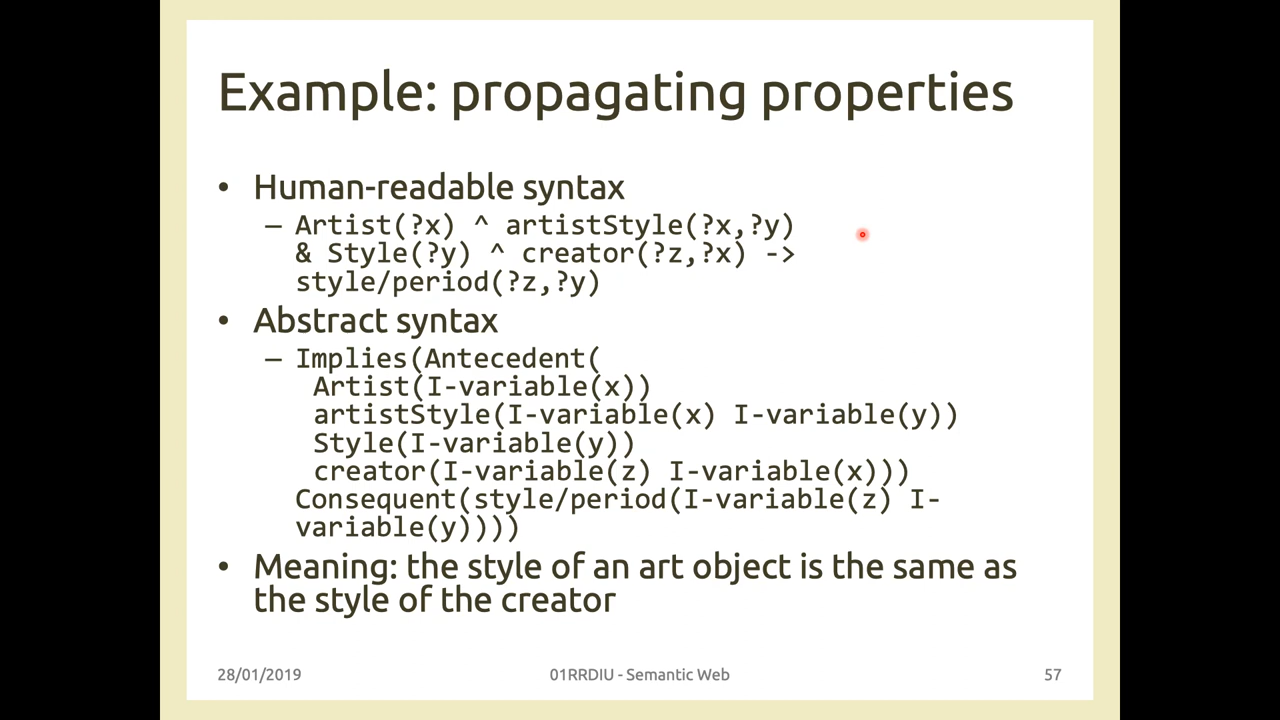 Example: propagating properties
• Human-readable syntax
– Artist(?x) ^ artistStyle(?x,?y)
& Style(?y) ^ creator(?z,?x) ->
style/period(?z,?y)
• Abstract syntax
– Implies(Antecedent(
Artist(I-variable(x))
artistStyle(I-variable(x) I-variable(y))
Style(I-variable(y))
creator(I-variable(z) I-variable(x)))
Consequent(style/period(I-variable(z) I-
variable(y))))
• Meaning: the style of an art object is the same as
the style of the creator
28/01/2019 01RRDIU - Semantic Web 57